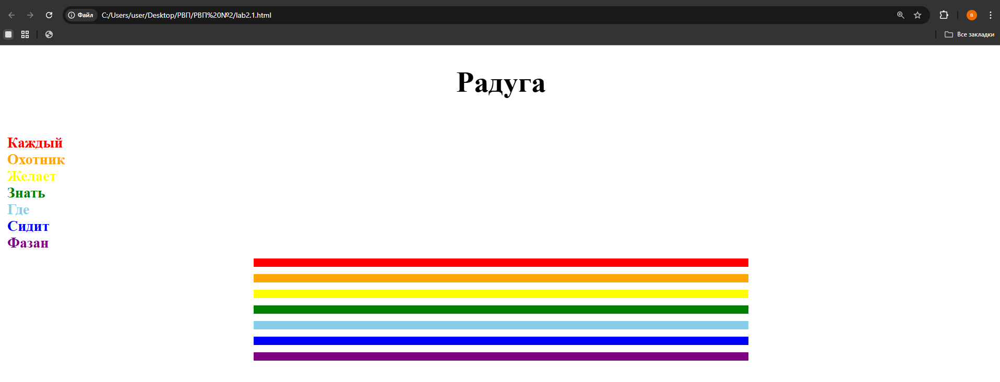 Файл
C:/Users/user/Desktop/РВП/РВП%20№2/lab2.1.html
В
Все закладки
Радуга
Каждый
Охотник
Желает
Знать
Где
Сидит
Фазан